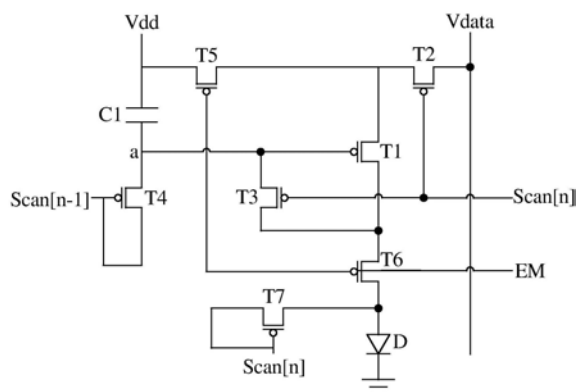 Vdd
Vdata
T5
T2
C1
a
T1
Scan[n-1]
T4
T3
Scan[n]
T6
EM
T7
D
Scan[n]